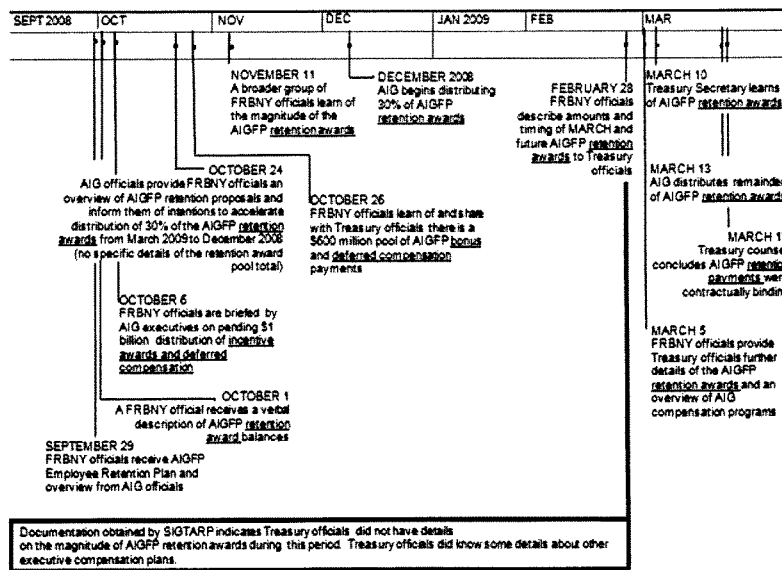 SEPT 2008 OCT NOV DEC JAN 2009 FEB MAR
NOVEMBER 11
A broader group of
FRBNY officials learn of
the magnitude of the
AIGFP retention awards
DECEMBER 2008
AIG begins distributing
30% of AIGFP
retention awards
FEBRUARY 28
FRBNY officials
describe amounts and
timing of MARCH and
future AIGFP retention
awards to Treasury
officials
MARCH 10
Treasury Secretary learns
of AIGFP retention awards
OCTOBER 24
AIG officials provide FRBNY officials an
overview of AIGFP retention proposals and
inform them of intentions to accelerate
distribution of 30% of the AIGFP retention
awards from March 2009 to December 2008
(no specific details of the retention award
pool total)
OCTOBER 26
FRBNY officials learn of and share
with Treasury officials there is a
$600 million pool of AIGFP bonus
and deferred compensation
payments
MARCH 13
AIG distributes remainde
of AIGFP retention awards
MARCH 1
Treasury counse
concludes AIGFP retentio
payments wer
contractually bindin
OCTOBER 6
FRBNY officials are briefed by
AIG executives on pending $1
billion distribution of incentive
awards and deferred
compensation
MARCH 5
FRBNY officials provide
Treasury officials further
details of the AIGFP
retention awards and an
overview of AIG
compensation programs
OCTOBER 1
A FRBNY official receives a verbal
description of AIGFP retention
award balances
SEPTEMBER 29
FRBNY officials receive AIGFP
Employee Retention Plan and
overview from AIG officials
Documentation obtained by SIGTARP indicates Treasury officials did not have details
on the magnitude of AIGFP retention awards during this period. Treasury officials did know some details about other
executive compensation plans.